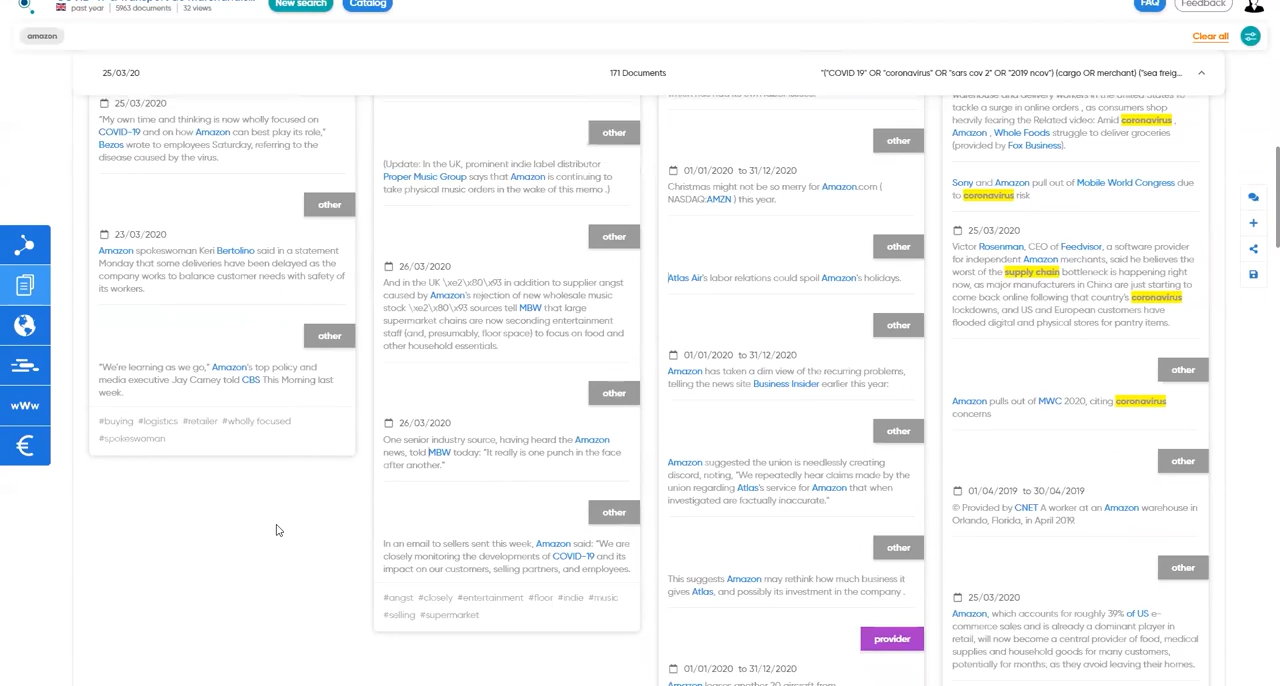 past year | 5963 documents | 32 views
New search
Catalog
FAQ
Feedback
amazon
Clear all
25/03/20
171 Documents
"("COVID 19" OR "coronavirus" OR "sars cov 2" OR "2019 ncov") (cargo OR merchant) ("sea freig...
25/03/2020
"My own time and thinking is now wholly focused on
COVID-19 and on how Amazon can best play its role,"
Bezos wrote to employees Saturday, referring to the
disease caused by the virus.
other
23/03/2020
Amazon spokeswoman Keri Bertolino said in a statement
Monday that some deliveries have been delayed as the
company works to balance customer needs with safety of
its workers.
other
"We're learning as we go," Amazon's top policy and
media executive Jay Carney told CBS This Morning last
week.
#buying #logistics #retailer #wholly focused
#spokeswoman
other
(Update: In the UK, prominent indie label distributor
Proper Music Group says that Amazon is continuing to
take physical music orders in the wake of this memo .)
other
26/03/2020
And in the UK \xe2\x80\x93 in addition to supplier angst
caused by Amazon's rejection of new wholesale music
stock \xe2\x80\x93 sources tell MBW that large
supermarket chains are now seconding entertainment
staff (and, presumably, floor space) to focus on food and
other household essentials.
other
26/03/2020
One senior industry source, having heard the Amazon
news, told MBW today: "It really is one punch in the face
after another."
other
In an email to sellers sent this week, Amazon said: "We are
closely monitoring the developments of COVID-19 and its
impact on our customers, selling partners, and employees.
#angst #closely #entertainment #floor #indie #music
#selling #supermarket
other
01/01/2020 to 31/12/2020
Christmas might not be so merry for Amazon.com (
NASDAQ:AMZN ) this year.
other
Atlas Air's labor relations could spoil Amazon's holidays.
other
01/01/2020 to 31/12/2020
Amazon has taken a dim view of the recurring problems,
telling the news site Business Insider earlier this year:
other
Amazon suggested the union is needlessly creating
discord, noting, "We repeatedly hear claims made by the
union regarding Atlas's service for Amazon that when
investigated are factually inaccurate."
other
This suggests Amazon may rethink how much business it
gives Atlas, and possibly its investment in the company .
provider
01/01/2020 to 31/12/2020
Amazon leases another 20 aircraft from
warehouse and delivery workers in the United States to
tackle a surge in online orders , as consumers shop
heavily fearing the Related video: Amid coronavirus ,
Amazon , Whole Foods struggle to deliver groceries
(provided by Fox Business).
Sony and Amazon pull out of Mobile World Congress due
to coronavirus risk
25/03/2020
Victor Rosenman, CEO of Feedvisor, a software provider
for independent Amazon merchants, said he believes the
worst of the supply chain bottleneck is happening right
now, as major manufacturers in China are just starting to
come back online following that country's coronavirus
lockdowns, and US and European customers have
flooded digital and physical stores for pantry items.
other
Amazon pulls out of MWC 2020, citing coronavirus
concerns
other
01/04/2019 to 30/04/2019
© Provided by CNET A worker at an Amazon warehouse in
Orlando, Florida, in April 2019.
other
25/03/2020
Amazon, which accounts for roughly 39% of US e-
commerce sales and is already a dominant player in
retail, will now become a central provider of food, medical
supplies and household goods for many customers,
potentially for months, as they avoid leaving their homes.
www
€